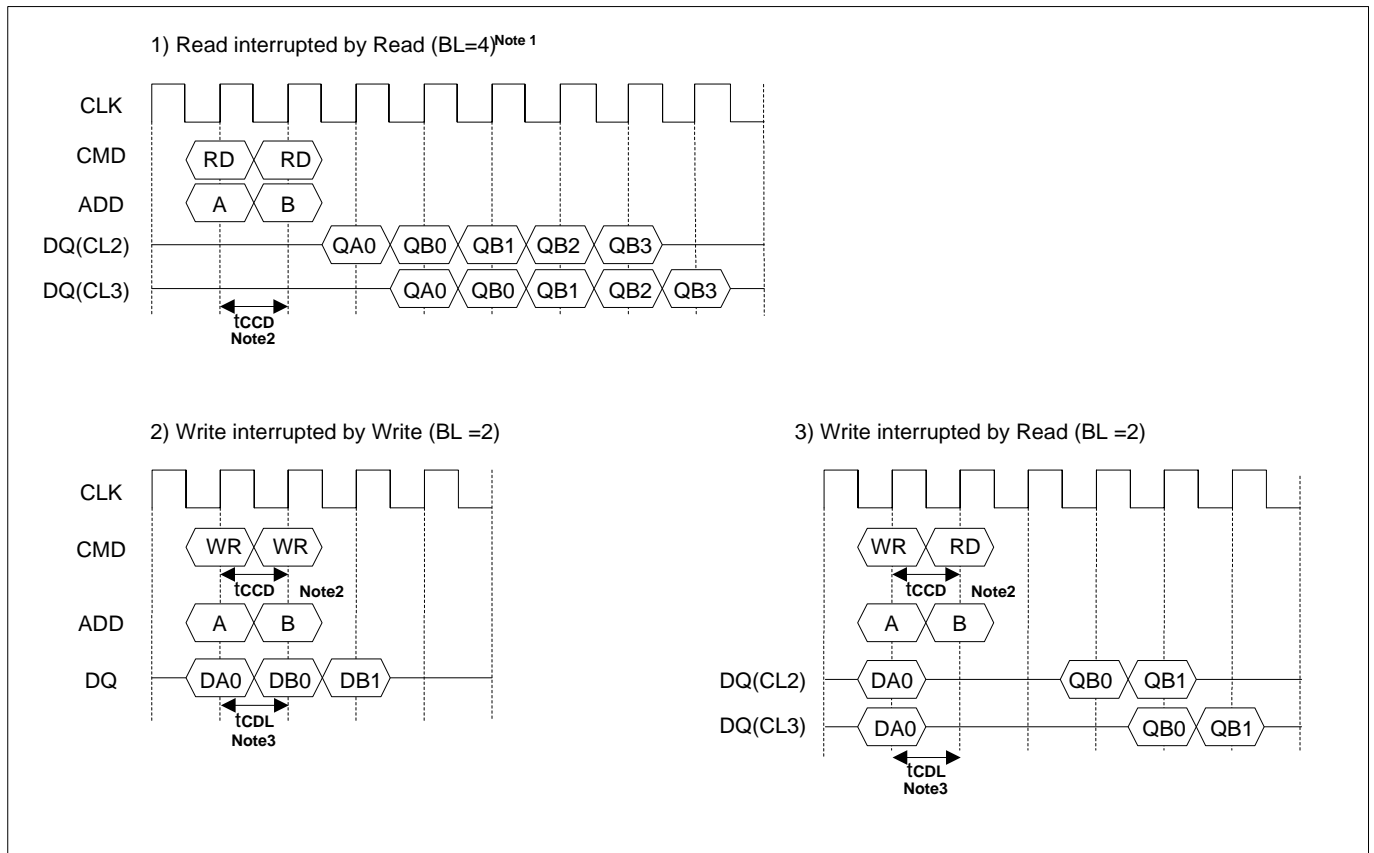 1) Read interrupted by Read (BL=4)Note 1
CLK
CMD RD RD
ADD A B
DQ(CL2) QA0 QB0 QB1 QB2 QB3
DQ(CL3) QA0 QB0 QB1 QB2 QB3
tCCD
Note2
2) Write interrupted by Write (BL =2)
CLK
CMD WR WR
tCCD Note2
ADD A B
DQ DA0 DB0 DB1
tCDL
Note3
3) Write interrupted by Read (BL =2)
WR RD
tCCD Note2
A B
DQ(CL2) DA0 QB0 QB1
DQ(CL3) DA0 QB0 QB1
tCDL
Note3